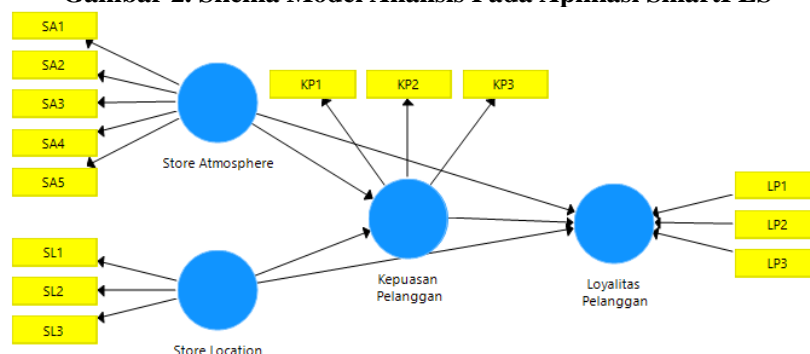 Gambar 2. Skema Model Analisis Pada Aplikasi SmartPLS
SA1
SA2
SA3
SA4
SA5
Store Atmosphere
KP1
KP2
KP3
SL1
SL2
SL3
Store Location
Kepuasan
Pelanggan
Loyalitas
Pelanggan
LP1
LP2
LP3